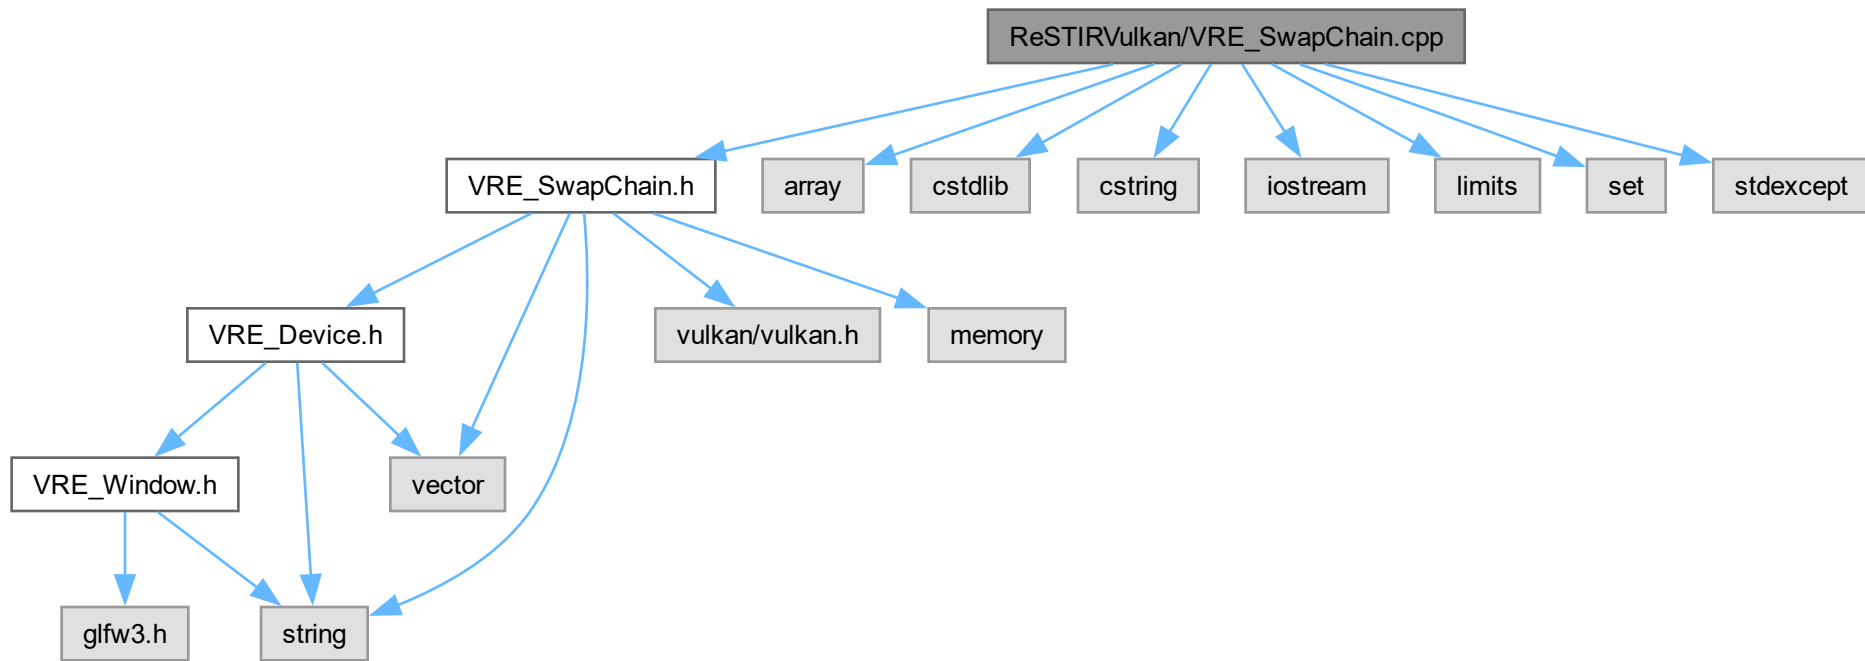 ReSTIRVulkan/VRE_SwapChain.cpp
VRE_SwapChain.h
array
cstdlib
cstring
iostream
limits
set
stdexcept
VRE_Device.h
vulkan/vulkan.h
memory
VRE_Window.h
vector
glfw3.h
string